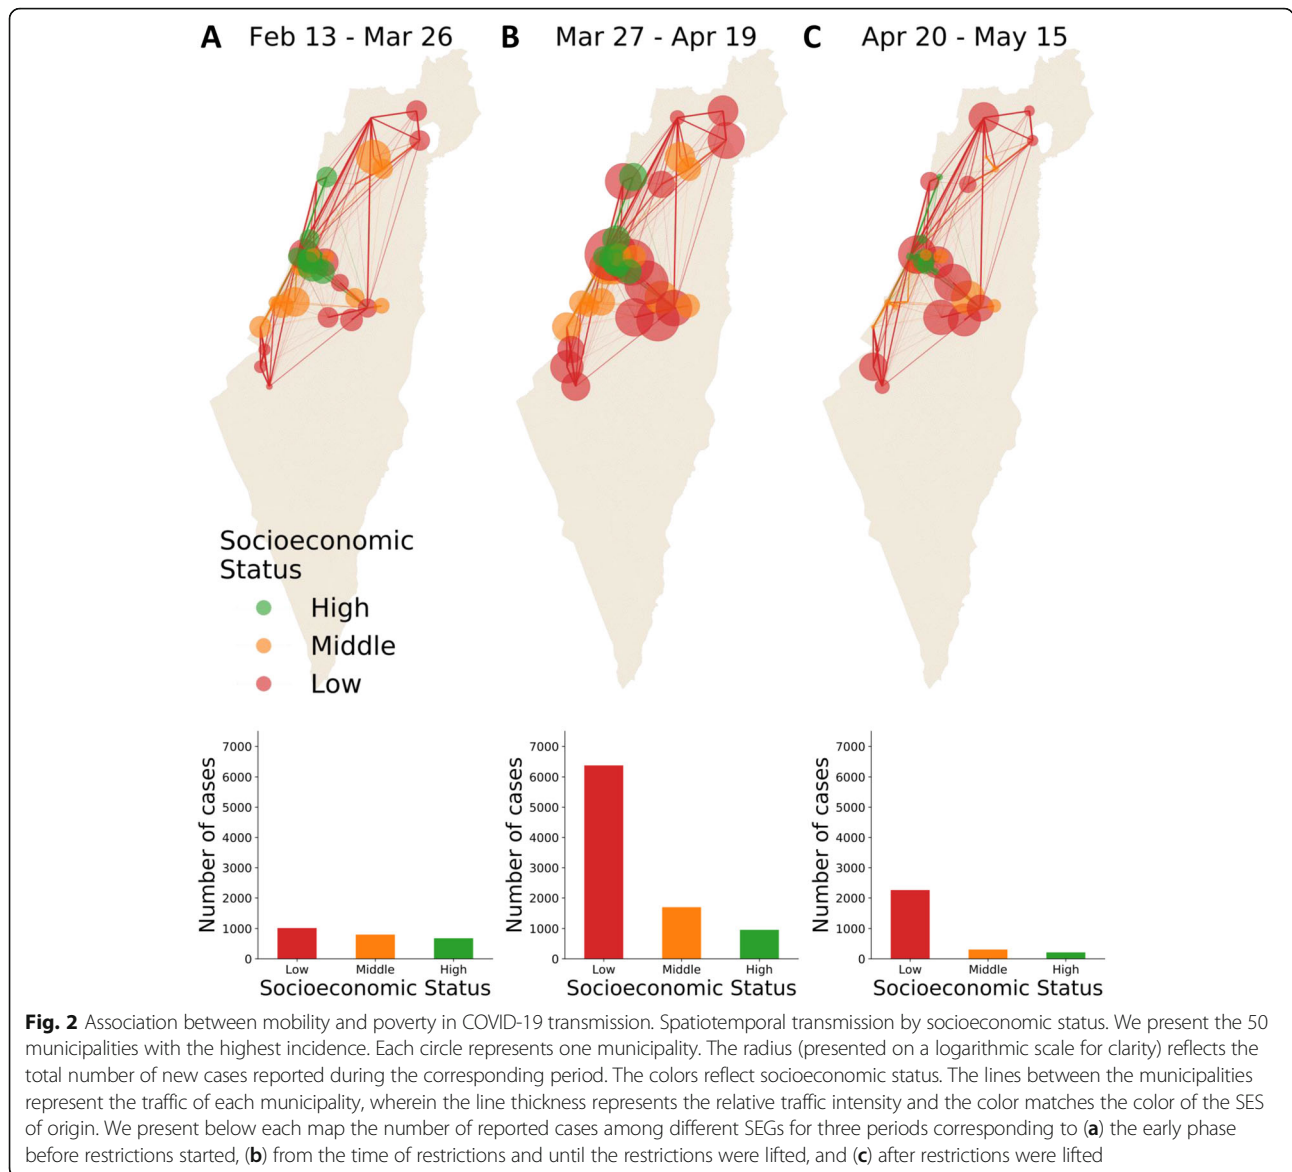 A Feb 13 - Mar 26
B Mar 27 - Apr 19
C Apr 20 - May 15
Socioeconomic
Status
High
Middle
Low
7000
6000
5000
4000
3000
2000
1000
0
Number of cases
Low Middle High
Socioeconomic Status
7000
6000
5000
4000
3000
2000
1000
0
Number of cases
Low Middle High
Socioeconomic Status
7000
6000
5000
4000
3000
2000
1000
0
Number of cases
Low Middle High
Socioeconomic Status
Fig. 2 Association between mobility and poverty in COVID-19 transmission. Spatiotemporal transmission by socioeconomic status. We present the 50
municipalities with the highest incidence. Each circle represents one municipality. The radius (presented on a logarithmic scale for clarity) reflects the
total number of new cases reported during the corresponding period. The colors reflect socioeconomic status. The lines between the municipalities
represent the traffic of each municipality, wherein the line thickness represents the relative traffic intensity and the color matches the color of the SES
of origin. We present below each map the number of reported cases among different SEGs for three periods corresponding to (a) the early phase
before restrictions started, (b) from the time of restrictions and until the restrictions were lifted, and (c) after restrictions were lifted